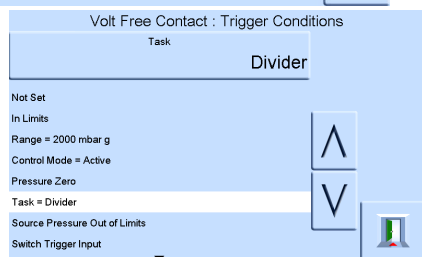 Volt Free Contact : Trigger Conditions
Task
Divider
Not Set
In Limits
Range = 2000 mbar g
Control Mode = Active
Pressure Zero
Task = Divider
Source Pressure Out of Limits
Switch Trigger Input